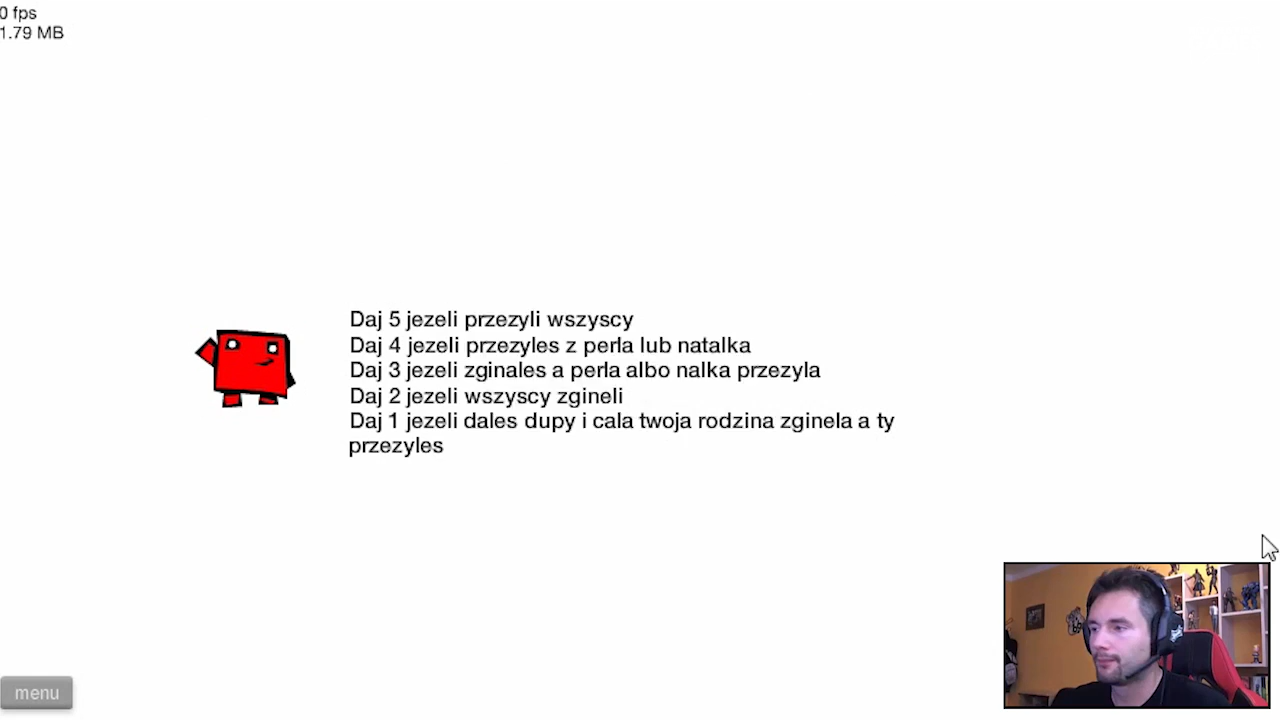 0 fps
1.79 MB
Daj 5 jezeli przezyli wszyscy
Daj 4 jezeli przezyles z perla lub natalka
Daj 3 jezeli zginales a perla albo nalka przezyla
Daj 2 jezeli wszyscy zgineli
Daj 1 jezeli dales dupy i cala twoja rodzina zginela a ty
przezyles
menu